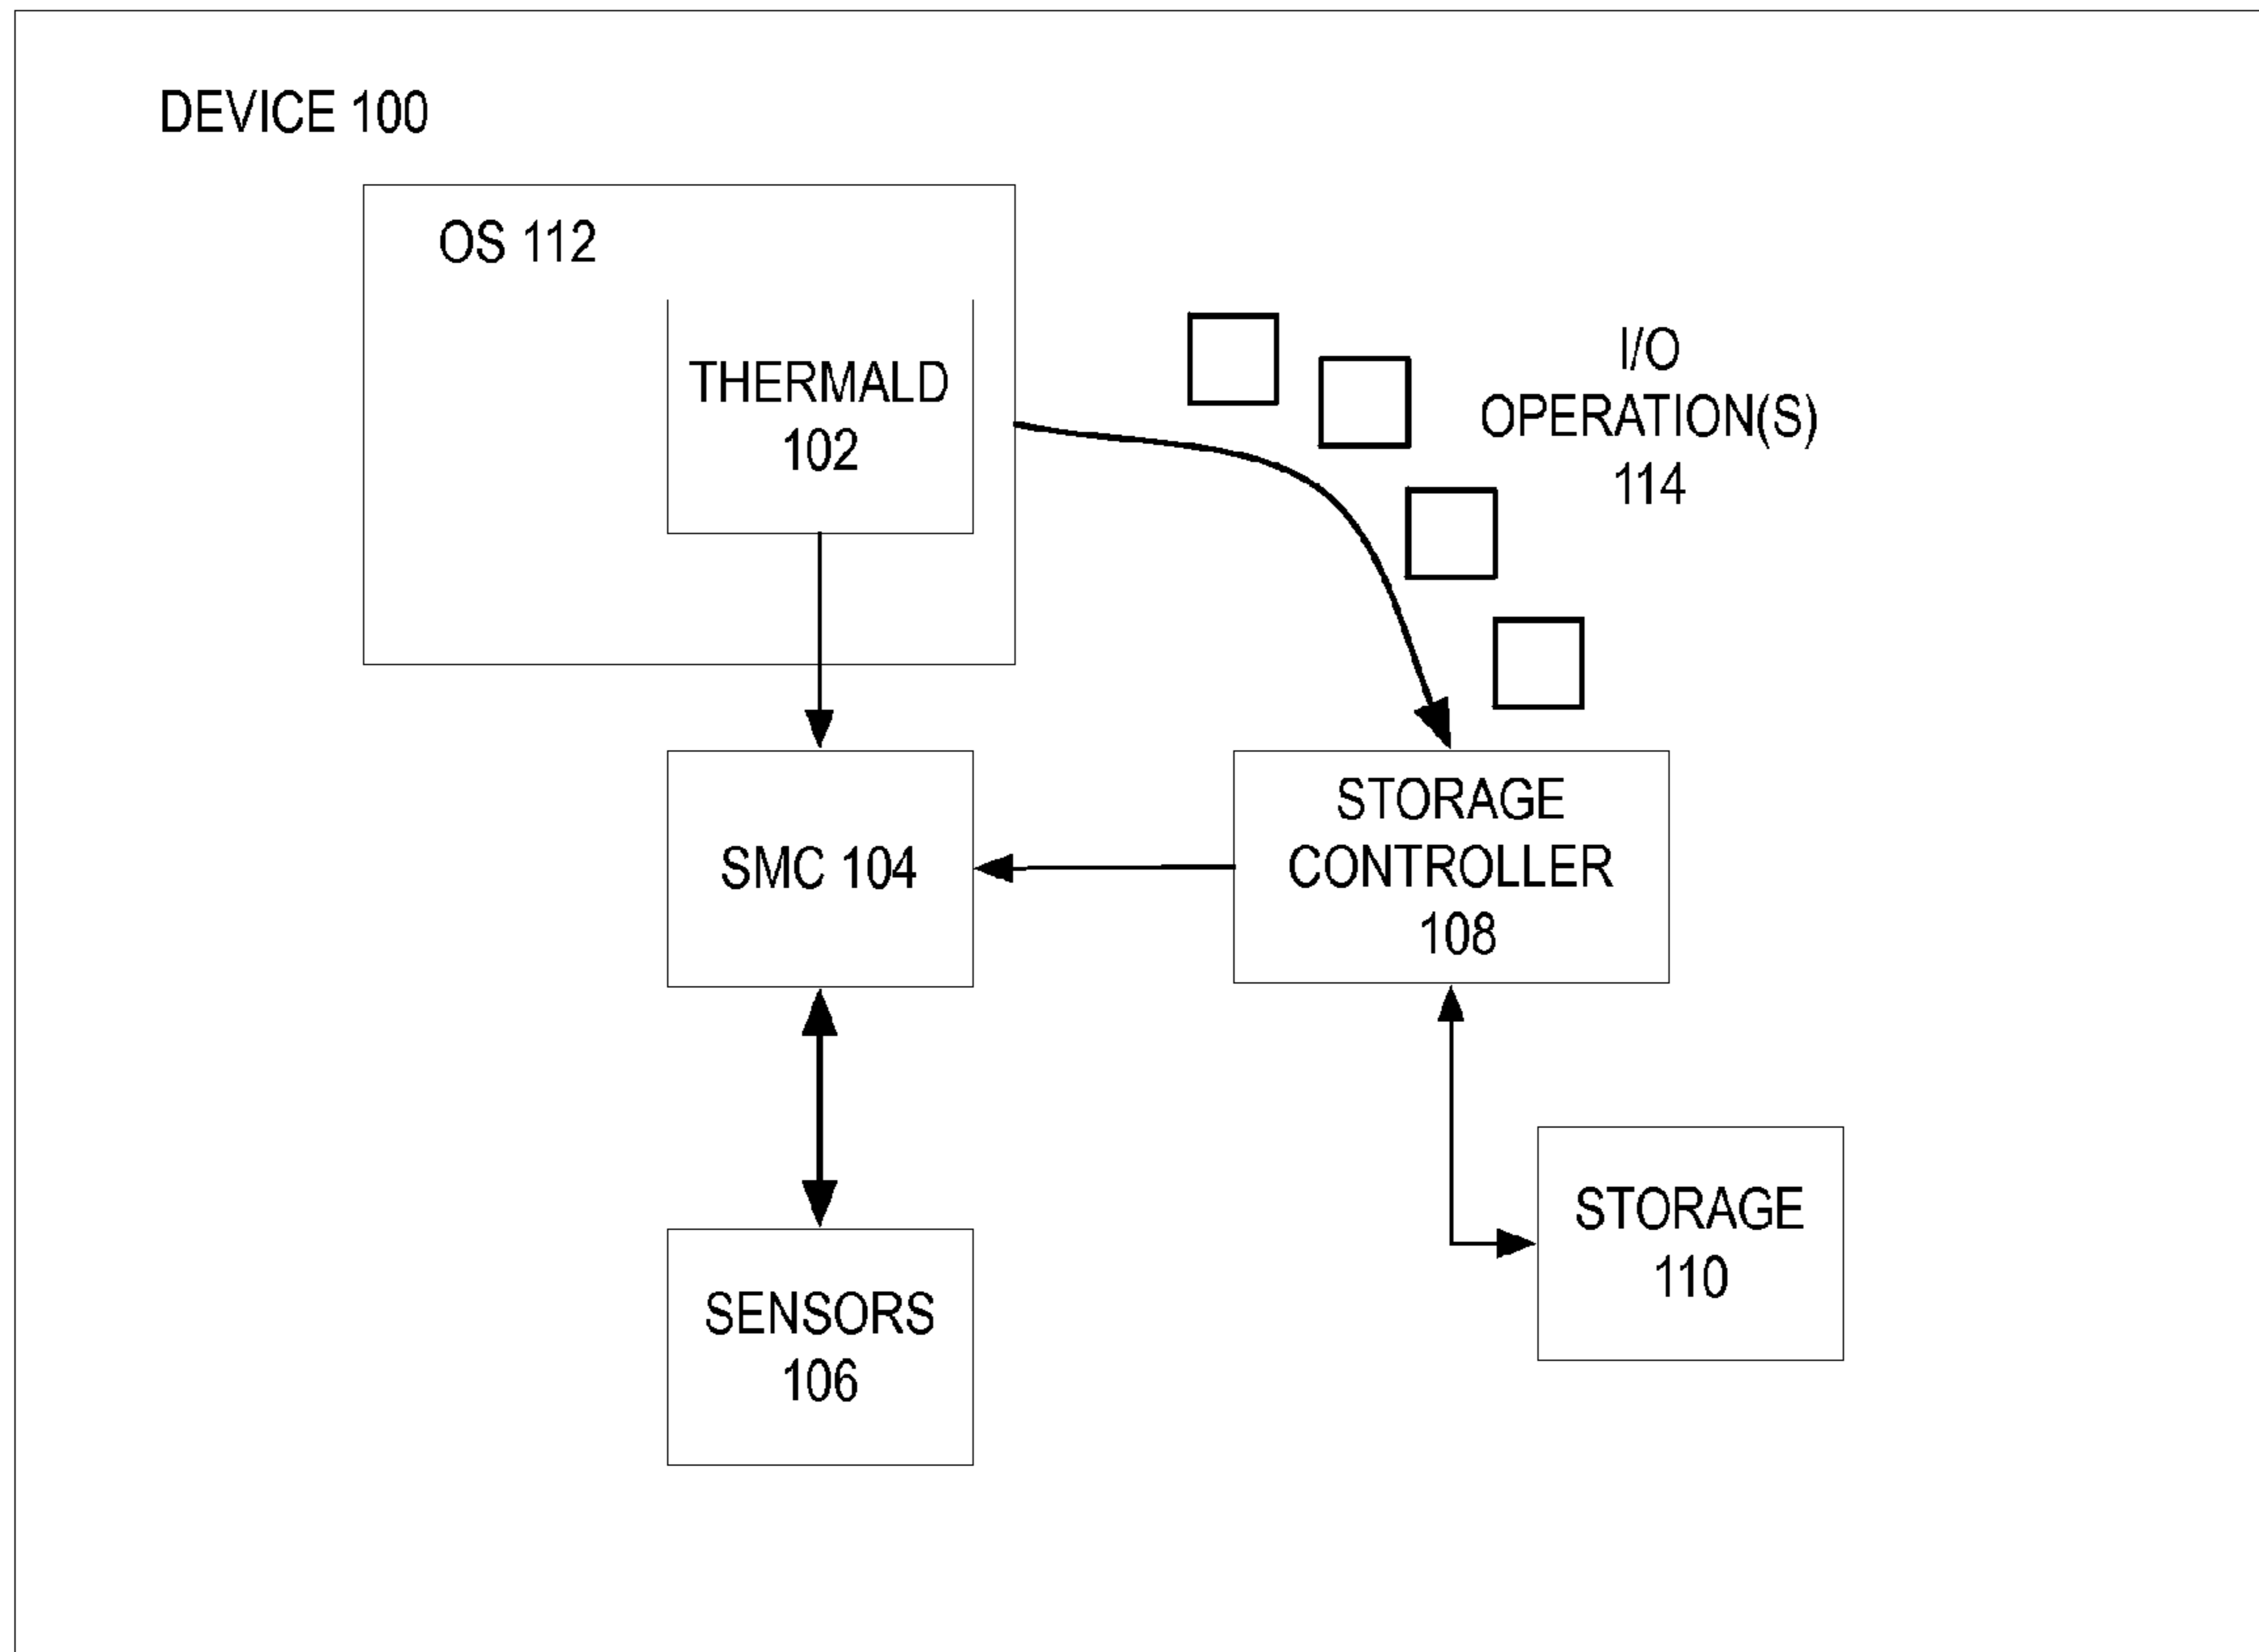 DEVICE 100
OS 112
THERMALD
102
I/O
OPERATION(S)
114
SMC 104
STORAGE
CONTROLLER
108
SENSORS
106
STORAGE
110